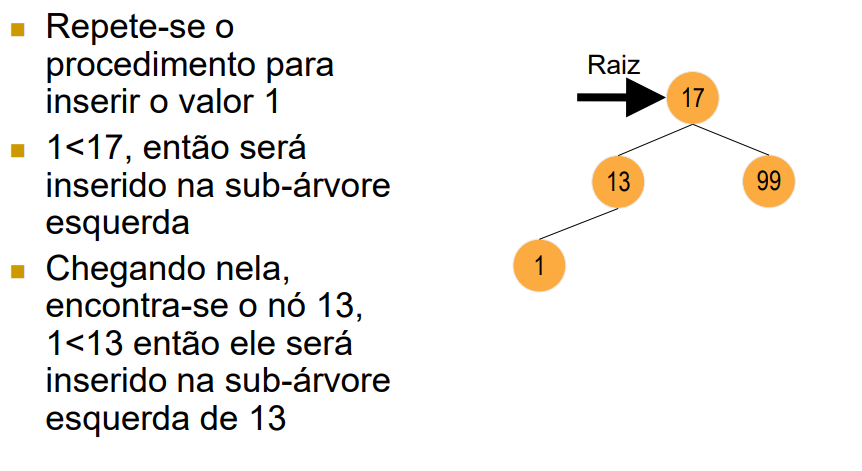 Repete-se o
procedimento para
inserir o valor 1
1<17, então será
inserido na sub-árvore
esquerda
Chegando nela,
encontra-se o nó 13,
1<13 então ele será
inserido na sub-árvore
esquerda de 13
Raiz
17
13
99
1